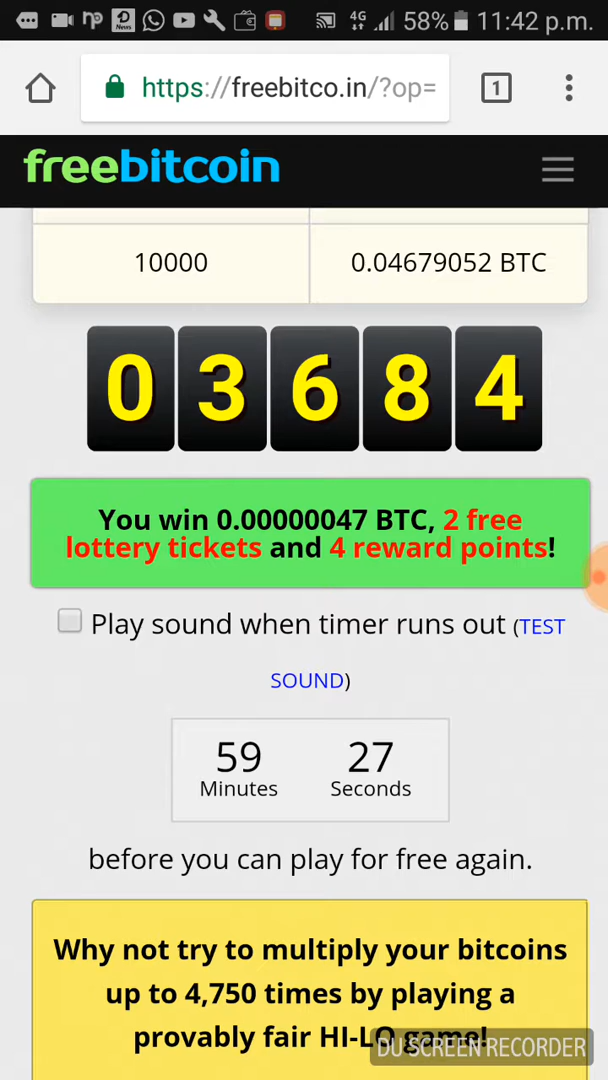 58% 11:42 p.m.
4G
https://freebitco.in/?op=
1
freebitcoin
10000 0.04679052 BTC
0 3 6 8 4
You win 0.00000047 BTC, 2 free
lottery tickets and 4 reward points!
Play sound when timer runs out (TEST
SOUND)
59 27
Minutes Seconds
before you can play for free again.
Why not try to multiply your bitcoins
up to 4,750 times by playing a
provably fair HI-LO game!
DU SCREEN RECORDER